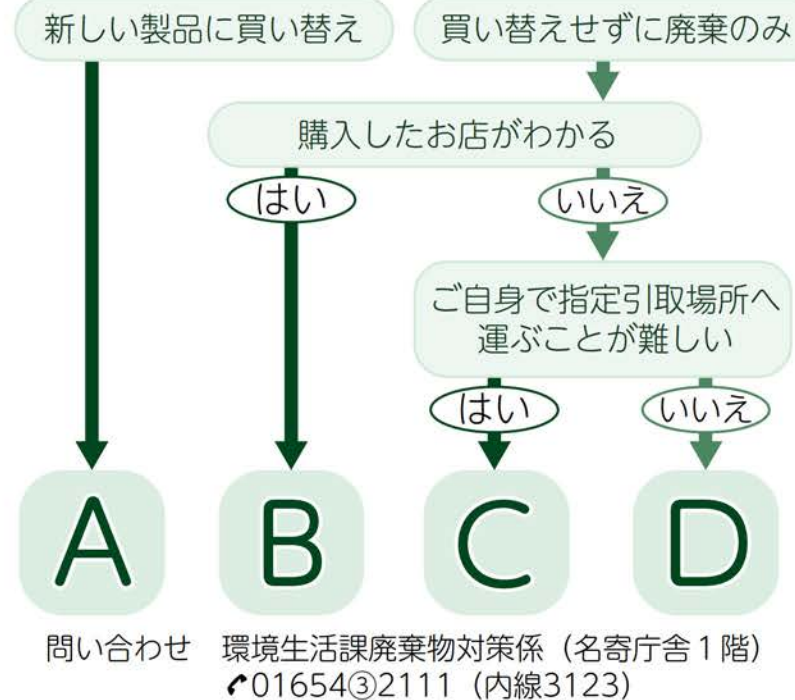 新しい製品に買い替え
買い替えせずに廃棄のみ
購入したお店がわかる
はい
いいえ
ご自身で指定引取場所へ
運ぶことが難しい
はい
いいえ
A
B
C
D
問い合わせ 環境生活課廃棄物対策係（名寄庁舎１階）
✆01654③2111（内線3123）